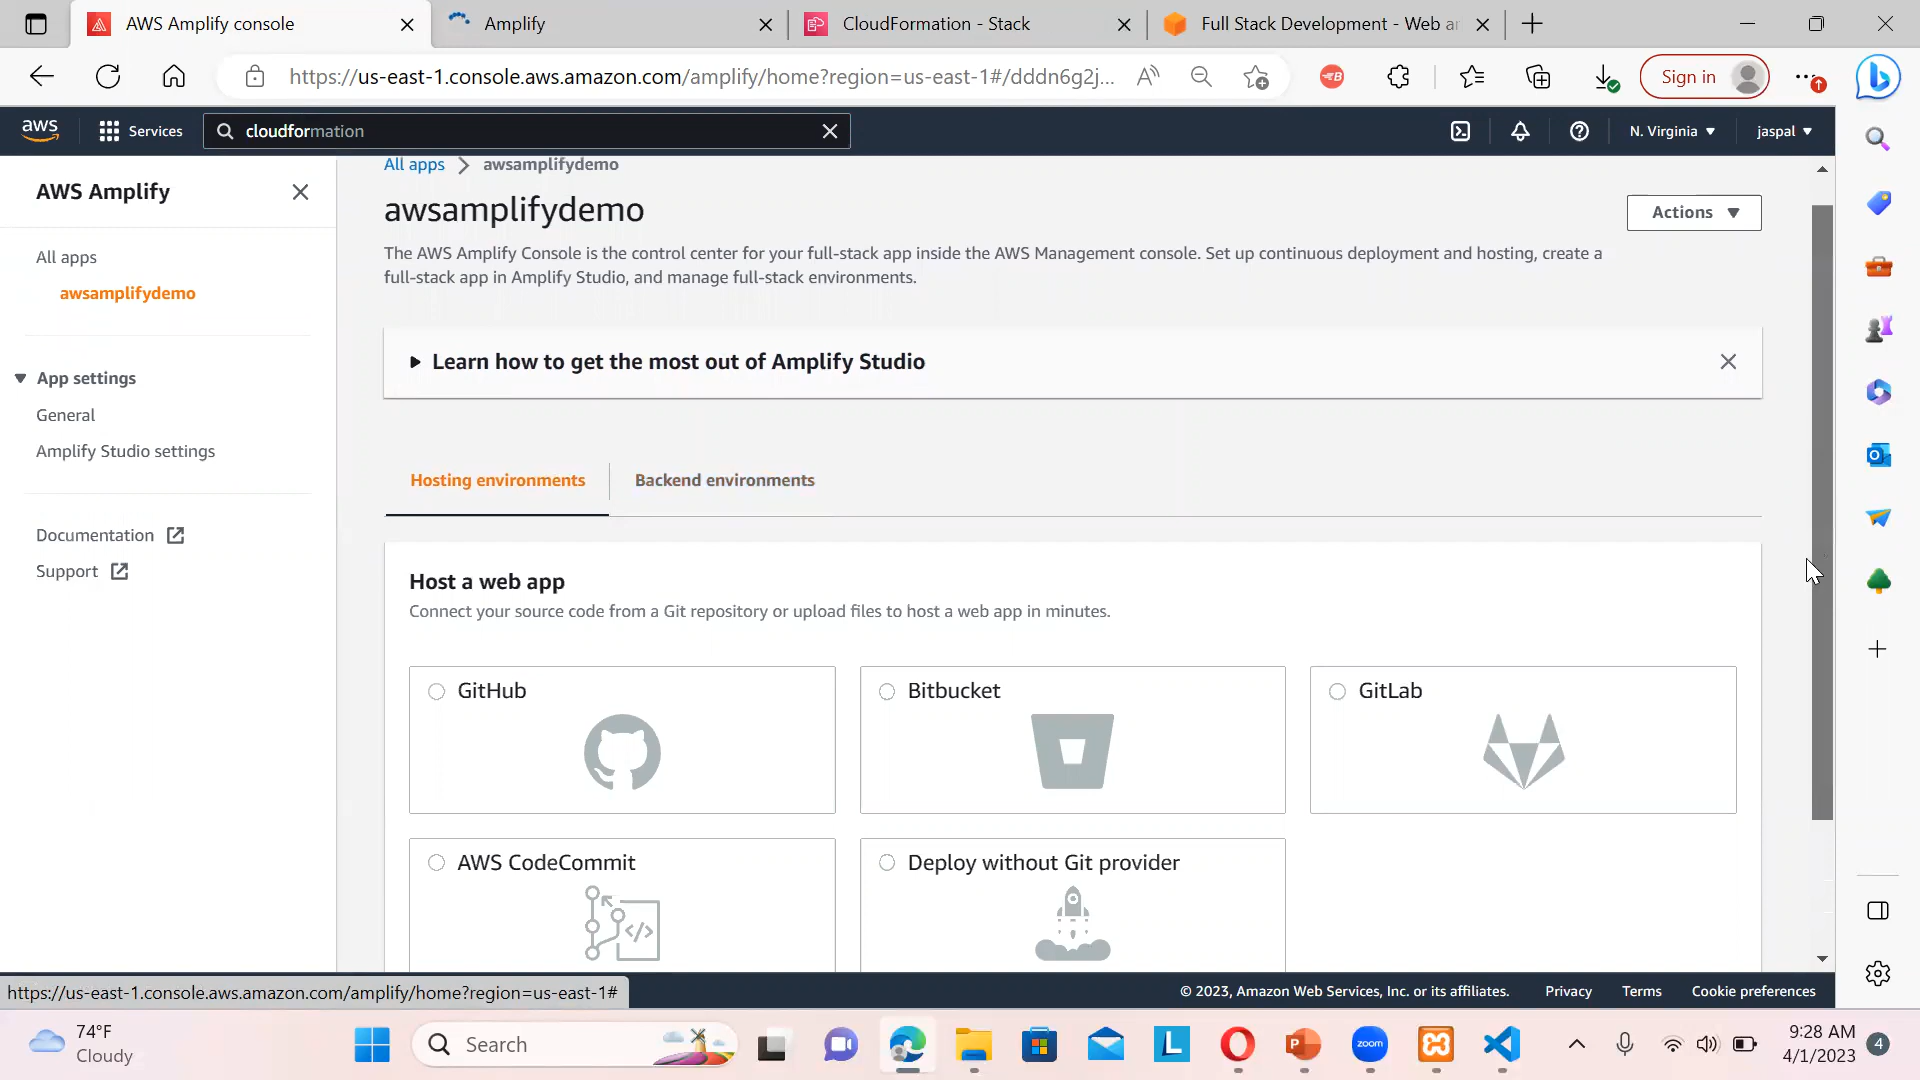 AWS Amplify console
Amplify
CloudFormation - Stack
Full Stack Development - Web a
https://us-east-1.console.aws.amazon.com/amplify/home?region=us-east-1#/dddn6g2j...
Sign in
aws
Services
cloudformation
N. Virginia
jaspal
AWS Amplify
All apps
awsamplifydemo
App settings
General
Amplify Studio settings
Documentation
Support
All apps > awsamplifydemo
awsamplifydemo
Actions
The AWS Amplify Console is the control center for your full-stack app inside the AWS Management console. Set up continuous deployment and hosting, create a
full-stack app in Amplify Studio, and manage full-stack environments.
Learn how to get the most out of Amplify Studio
Hosting environments
Backend environments
Host a web app
Connect your source code from a Git repository or upload files to host a web app in minutes.
GitHub
Bitbucket
GitLab
AWS CodeCommit
Deploy without Git provider
https://us-east-1.console.aws.amazon.com/amplify/home?region=us-east-1#
© 2023, Amazon Web Services, Inc. or its affiliates.
Privacy
Terms
Cookie preferences
74°F
Cloudy
Search
zoom
9:28 AM
4/1/2023
4